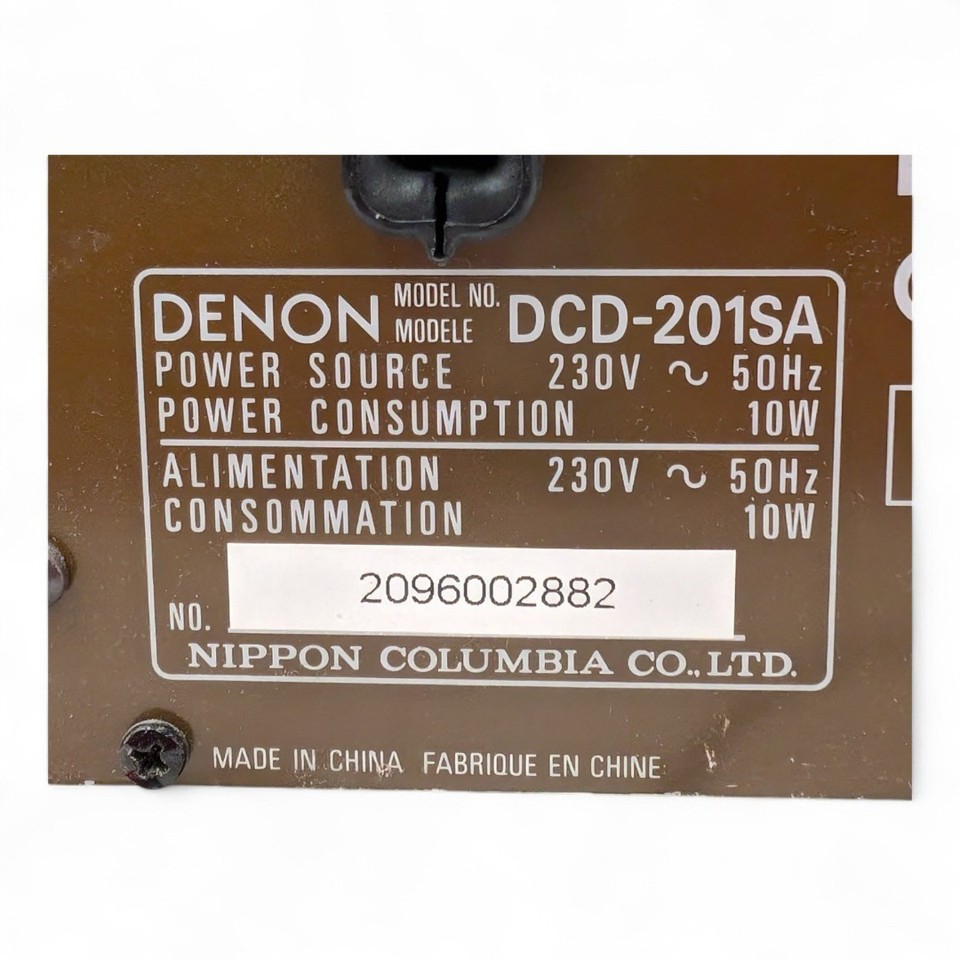 DENON MODEL NO. MODELE DCD-201SA
POWER SOURCE 230V ~ 50Hz
POWER CONSUMPTION 10W
ALIMENTATION 230V ~ 50Hz
CONSOMMATION 10W
NO. 2096002882
NIPPON COLUMBIA CO., LTD.
MADE IN CHINA FABRIQUE EN CHINE